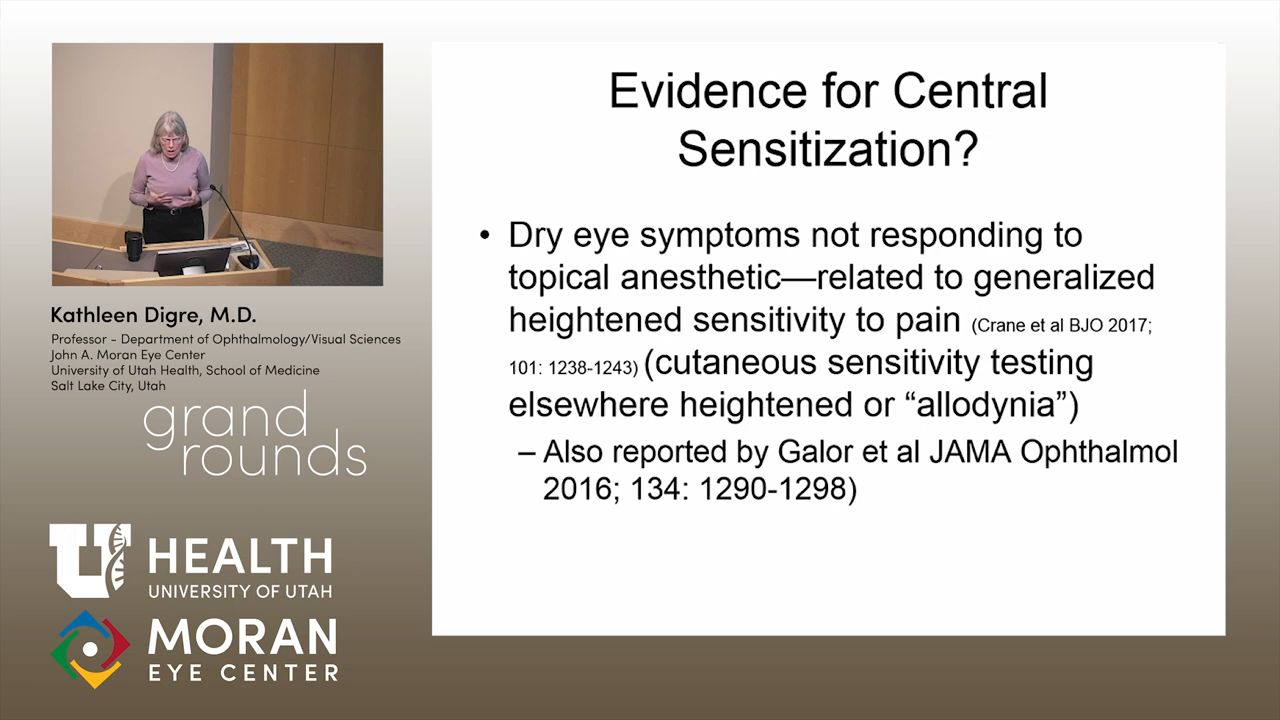 Evidence for Central
Sensitization?
• Dry eye symptoms not responding to
topical anesthetic—related to generalized
heightened sensitivity to pain (Crane et al BJO 2017;
101: 1238-1243) (cutaneous sensitivity testing
elsewhere heightened or “allodynia”)
– Also reported by Galor et al JAMA Ophthalmol
2016; 134: 1290-1298)
Kathleen Digre, M.D.
Professor - Department of Ophthalmology/Visual Sciences
John A. Moran Eye Center
University of Utah Health, School of Medicine
Salt Lake City, Utah
grand
rounds
U HEALTH
UNIVERSITY OF UTAH
MORAN
EYE CENTER